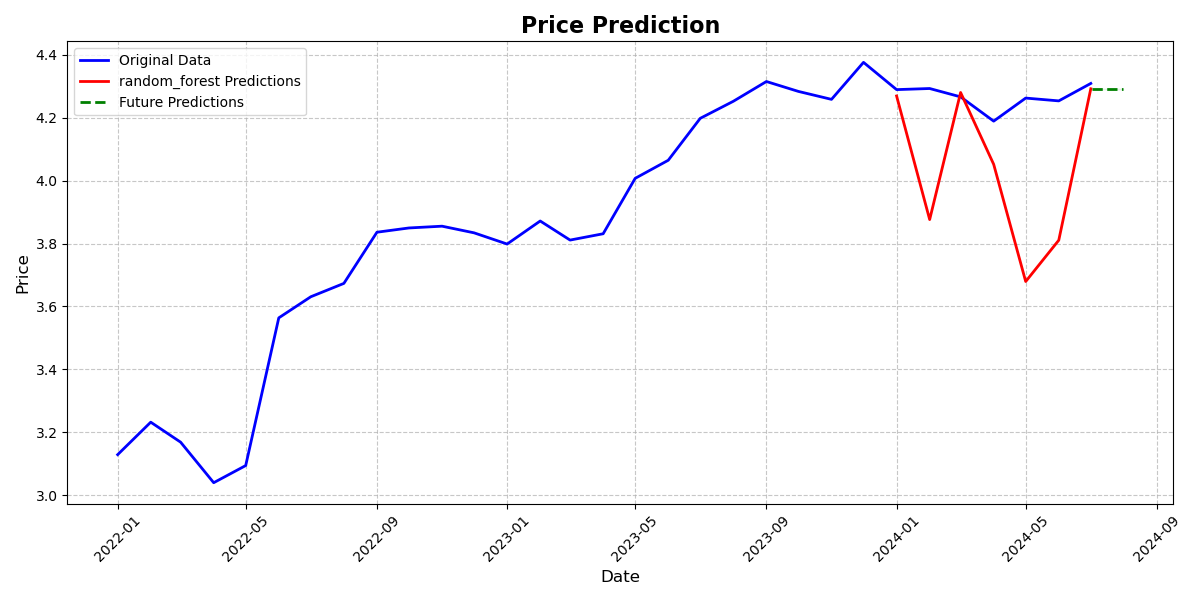 Price Prediction
Original Data
random_forest Predictions
Future Predictions
4.4
4.2
4.0
3.8
3.6
3.4
3.2
3.0
Price
2022-01
2022-05
2022-09
2023-01
2023-05
2023-09
2024-01
2024-05
2024-09
Date